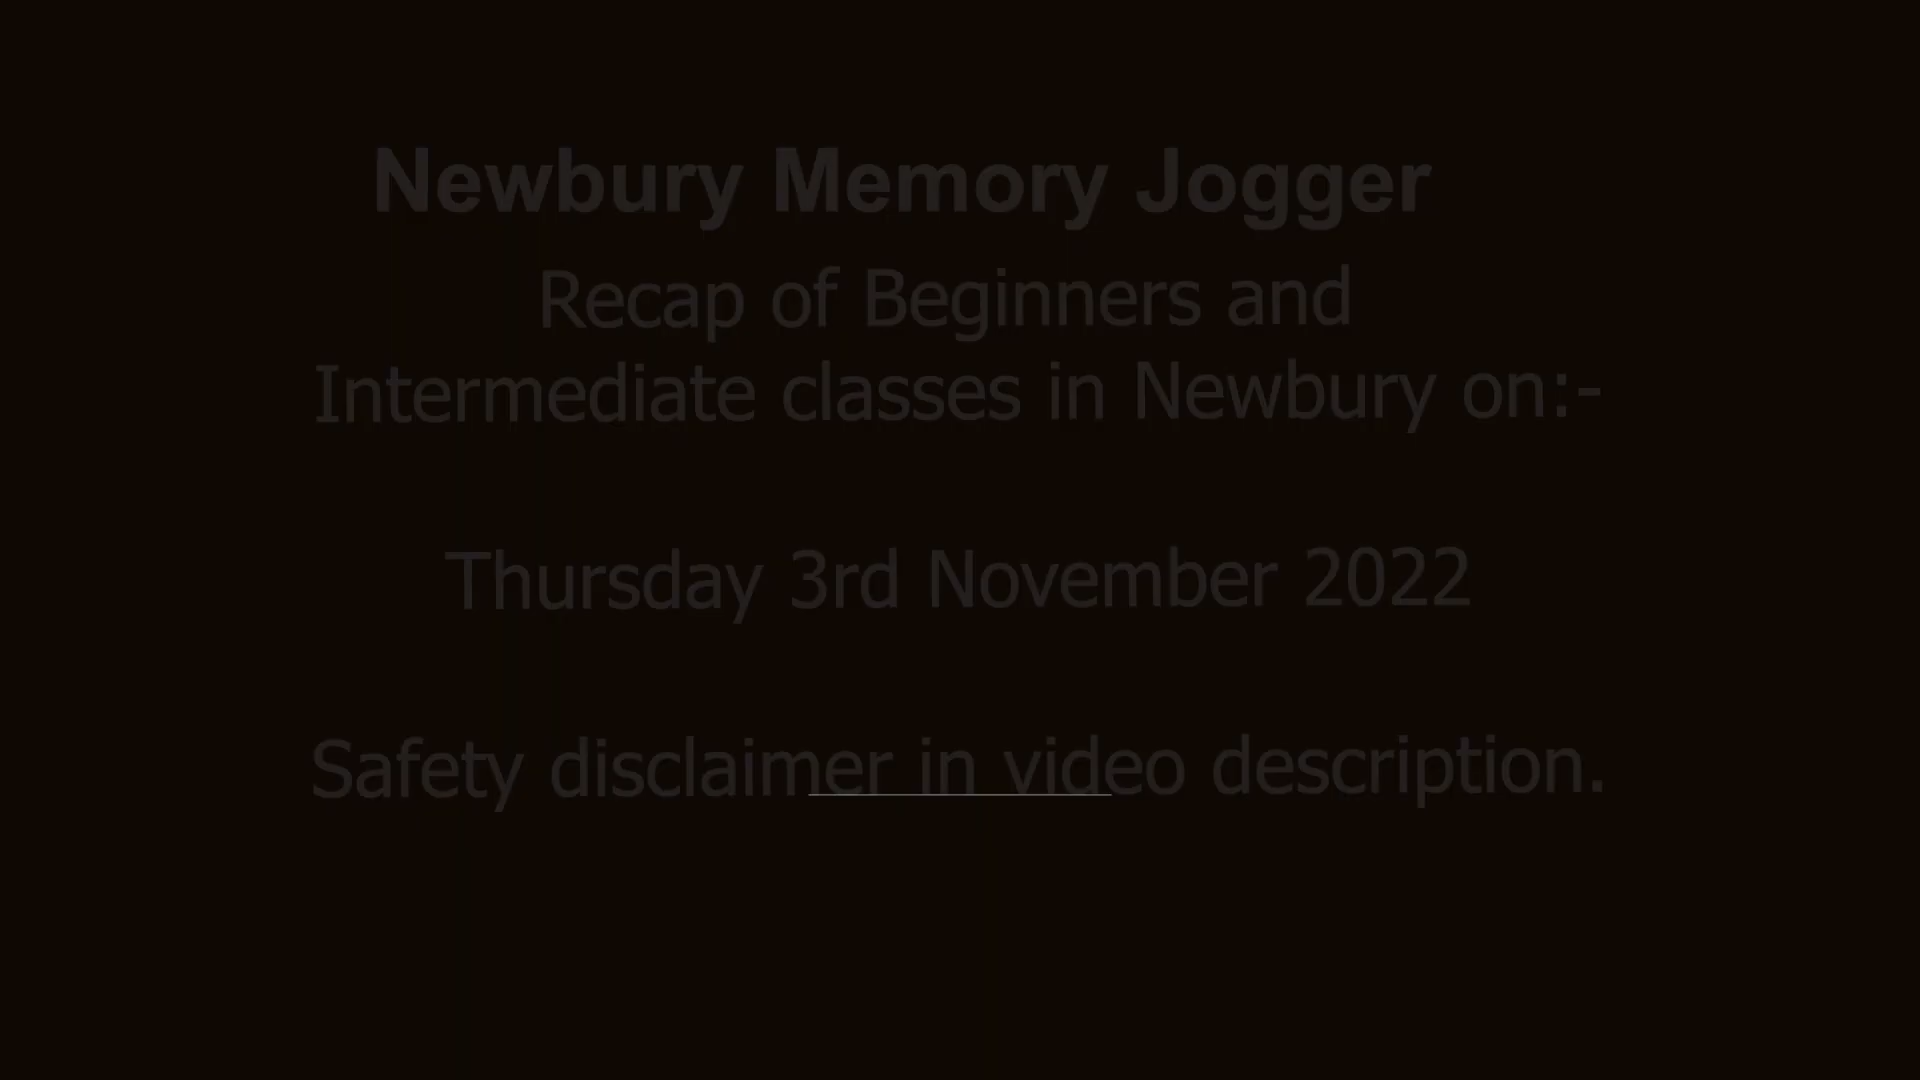 Newbury Memory Jogger
Recap of Beginners and
Intermediate classes in Newbury on:-
Thursday 3rd November 2022
Safety disclaimer in video description.